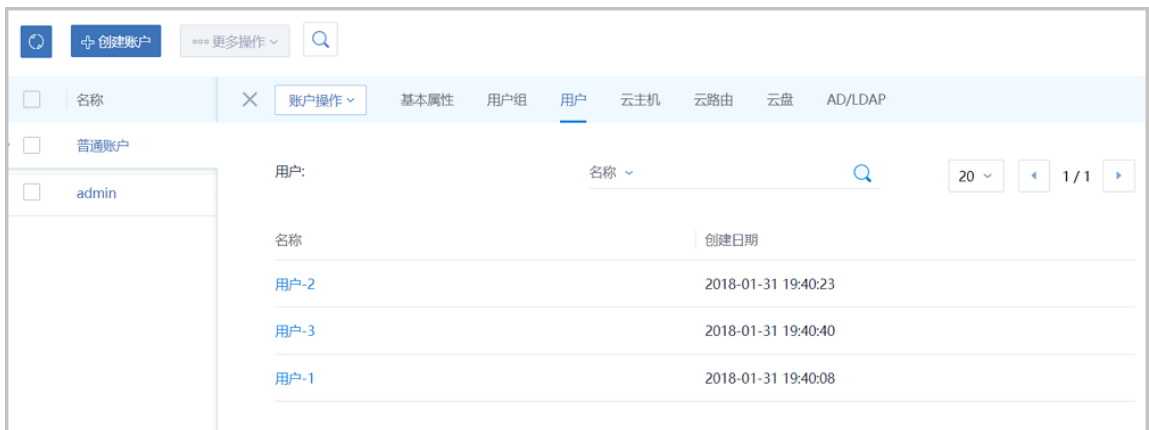 创建账户 更多操作
名称 账户操作 基本属性 用户组 用户 云主机 云路由 云盘 AD/LDAP
普通账户
用户: 名称 20 1 / 1
admin
名称 创建日期
用户-2 2018-01-31 19:40:23
用户-3 2018-01-31 19:40:40
用户-1 2018-01-31 19:40:08